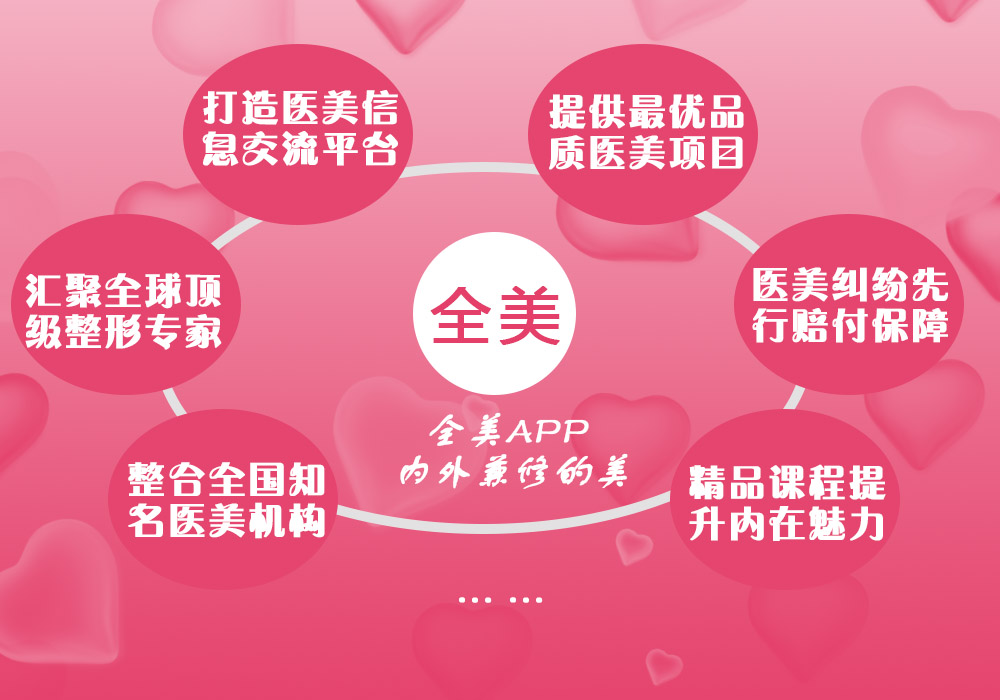 打造医美信
息交流平台
提供最优品
质医美项目
汇聚全球顶
级整形专家
全美
医美纠纷先
行赔付保障
全美APP
内外兼修的美
整合全国知
名医美机构
精品课程提
升内在魅力
... ...